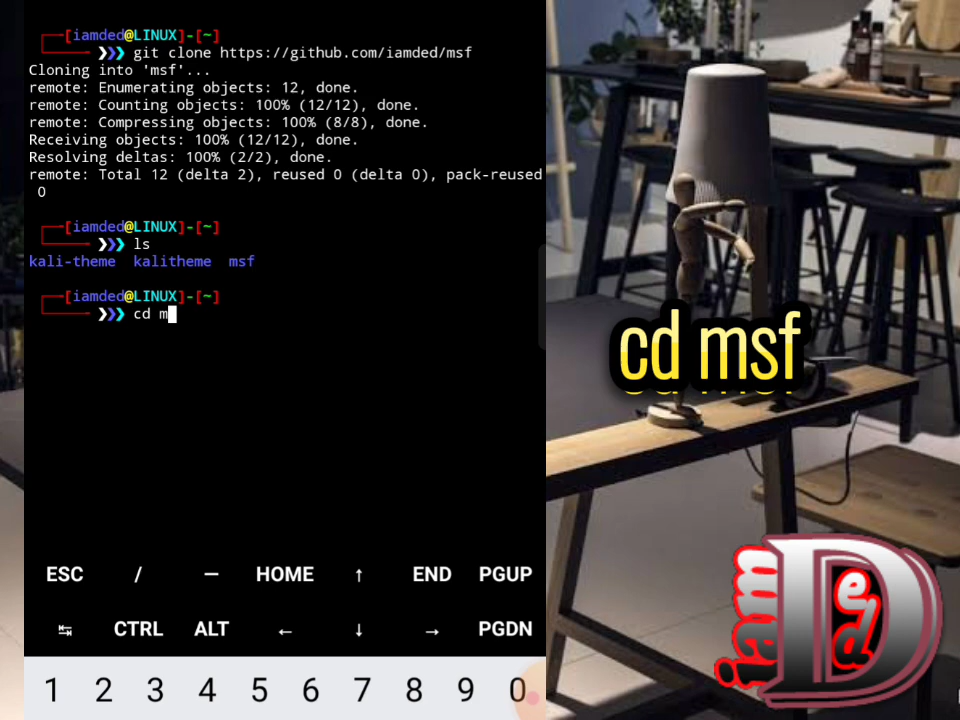 [iamded@LINUX]-[~]
❯❯❯ git clone https://github.com/iamded/msf
Cloning into 'msf'...
remote: Enumerating objects: 12, done.
remote: Counting objects: 100% (12/12), done.
remote: Compressing objects: 100% (8/8), done.
Receiving objects: 100% (12/12), done.
Resolving deltas: 100% (2/2), done.
remote: Total 12 (delta 2), reused 0 (delta 0), pack-reused
0
[iamded@LINUX]-[~]
❯❯❯ ls
kali-theme kalitheme msf
[iamded@LINUX]-[~]
❯❯❯ cd m
cd msf
ESC / — HOME ↑ END PGUP
↹ CTRL ALT ← ↓ → PGDN
1 2 3 4 5 6 7 8 9 0
iam Ded